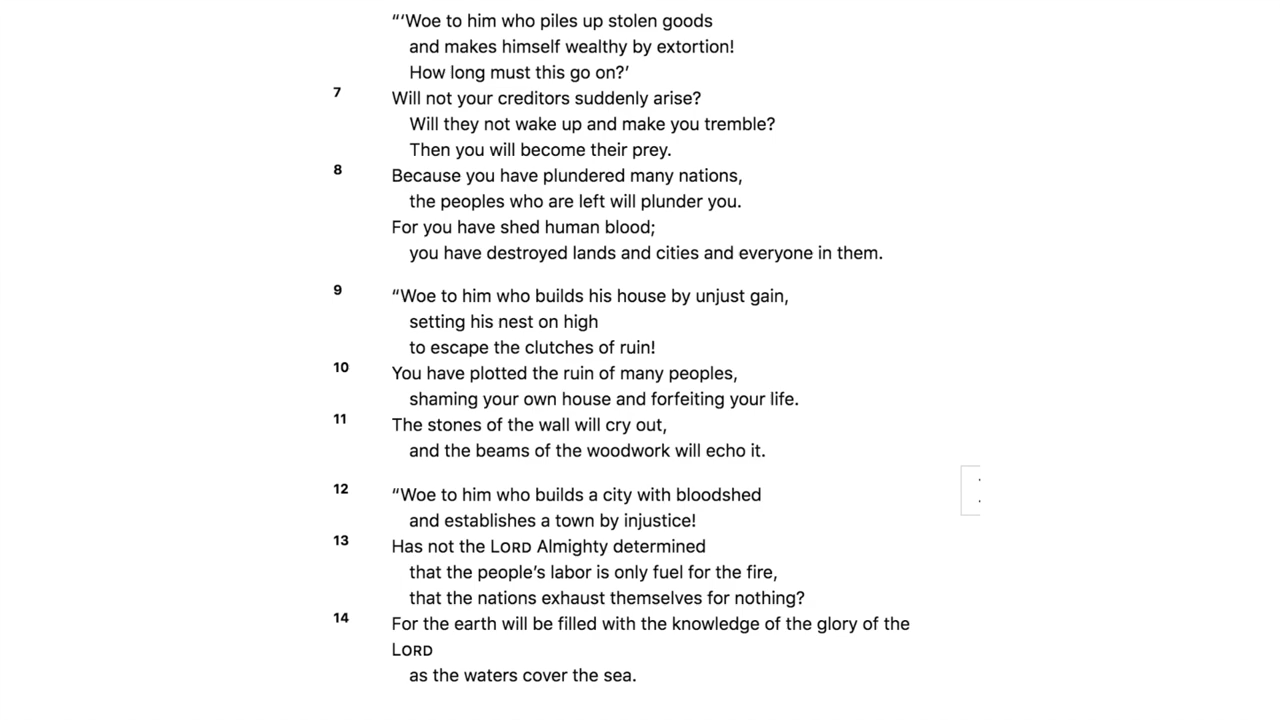 “‘Woe to him who piles up stolen goods
and makes himself wealthy by extortion!
How long must this go on?’
7 Will not your creditors suddenly arise?
Will they not wake up and make you tremble?
Then you will become their prey.
8 Because you have plundered many nations,
the peoples who are left will plunder you.
For you have shed human blood;
you have destroyed lands and cities and everyone in them.
9 “Woe to him who builds his house by unjust gain,
setting his nest on high
to escape the clutches of ruin!
10 You have plotted the ruin of many peoples,
shaming your own house and forfeiting your life.
11 The stones of the wall will cry out,
and the beams of the woodwork will echo it.
12 “Woe to him who builds a city with bloodshed
and establishes a town by injustice!
13 Has not the LORD Almighty determined
that the people’s labor is only fuel for the fire,
that the nations exhaust themselves for nothing?
14 For the earth will be filled with the knowledge of the glory of the
LORD
as the waters cover the sea.